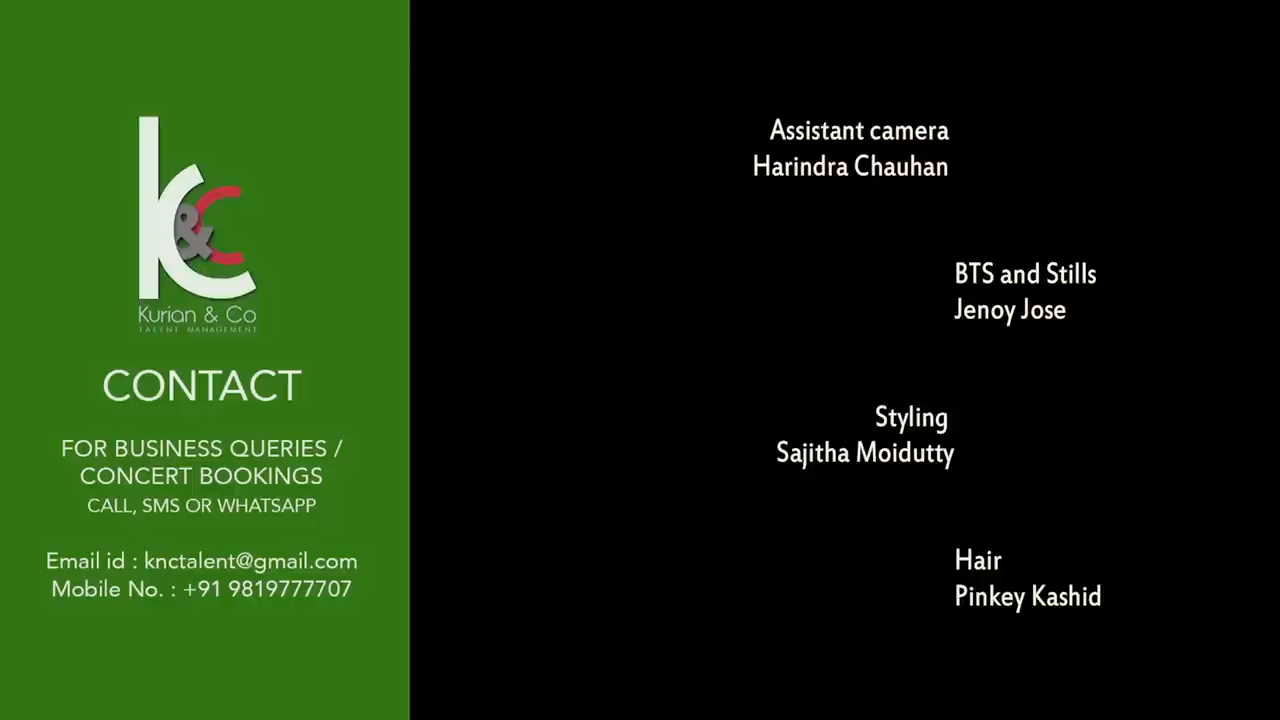 k&c
Kurian & Co
TALENT MANAGEMENT
CONTACT
FOR BUSINESS QUERIES /
CONCERT BOOKINGS
CALL, SMS OR WHATSAPP
Email id : knctalent@gmail.com
Mobile No. : +91 9819777707
Assistant camera
Harindra Chauhan
BTS and Stills
Jenoy Jose
Styling
Sajitha Moidutty
Hair
Pinkey Kashid